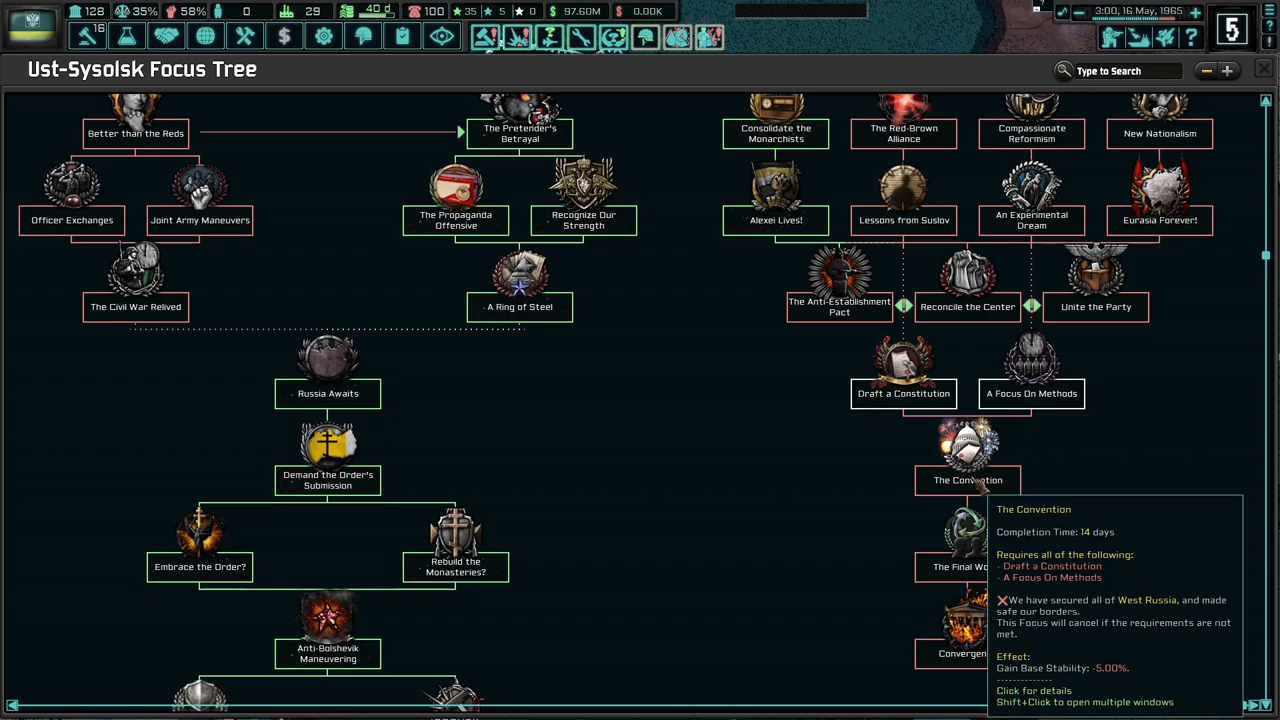 128 35% 58% 0 29 40 d 100 35 5 0 97.60M 0.00K
3:00, 16 May, 1965
5
16
Ust-Sysolsk Focus Tree
Type to Search
Better than the Reds
The Pretender's
Betrayal
Consolidate the
Monarchists
The Red-Brown
Alliance
Compassionate
Reformism
New Nationalism
Officer Exchanges
Joint Army Maneuvers
The Propaganda
Offensive
Recognize Our
Strength
Alexei Lives!
Lessons from Suslov
An Experimental
Dream
Eurasia Forever!
The Civil War Relived
A Ring of Steel
The Anti-Establishment
Pact
Reconcile the Center
Unite the Party
Russia Awaits
Draft a Constitution
A Focus On Methods
Demand the Order's
Submission
The Convention
Embrace the Order?
Rebuild the
Monasteries?
The Final Wo
Anti-Bolshevik
Maneuvering
Convergen
The Convention
Completion Time: 14 days
Requires all of the following:
- Draft a Constitution
- A Focus On Methods
We have secured all of West Russia, and made
safe our borders.
This Focus will cancel if the requirements are not
met.
Effect:
Gain Base Stability: -5.00%.
--------------
Click for details
Shift+Click to open multiple windows